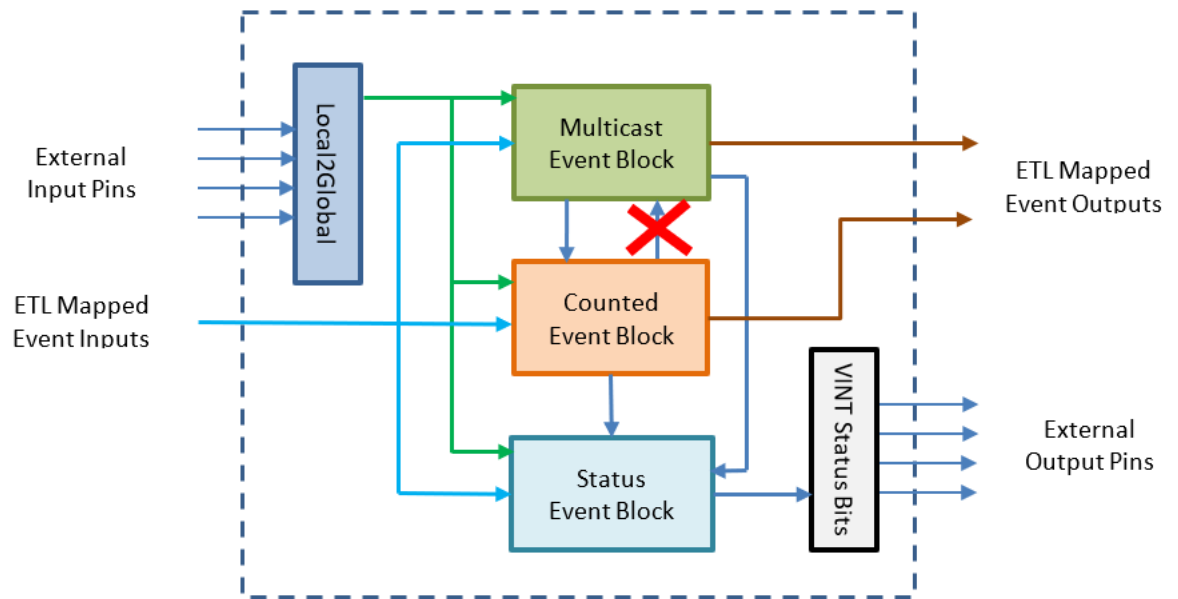 External
Input Pins
ETL Mapped
Event Inputs
Local2Global
Multicast
Event Block
Counted
Event Block
Status
Event Block
VINT Status Bits
ETL Mapped
Event Outputs
External
Output Pins